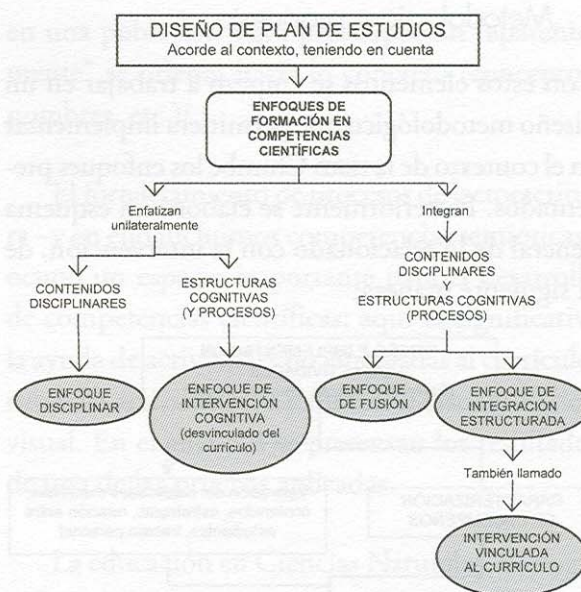 DISEÑO DE PLAN DE ESTUDIOS
Acorde al contexto, teniendo en cuenta
ENFOQUES DE
FORMACIÓN EN
COMPETENCIAS
CIENTÍFICAS
Enfatizan
unilateralmente
Integran
CONTENIDOS
DISCIPLINARES
ESTRUCTURAS
COGNITIVAS
(Y PROCESOS)
CONTENIDOS
DISCIPLINARES
ESTRUCTURAS COGNITIVAS
(PROCESOS)
ENFOQUE
DISCIPLINAR
ENFOQUE DE
INTERVENCIÓN
COGNITIVA
(desvinculado del
currículo)
ENFOQUE
DE FUSIÓN
ENFOQUE DE
INTEGRACIÓN
ESTRUCTURADA
También llamado
INTERVENCIÓN
VINCULADA
AL CURRÍCULO